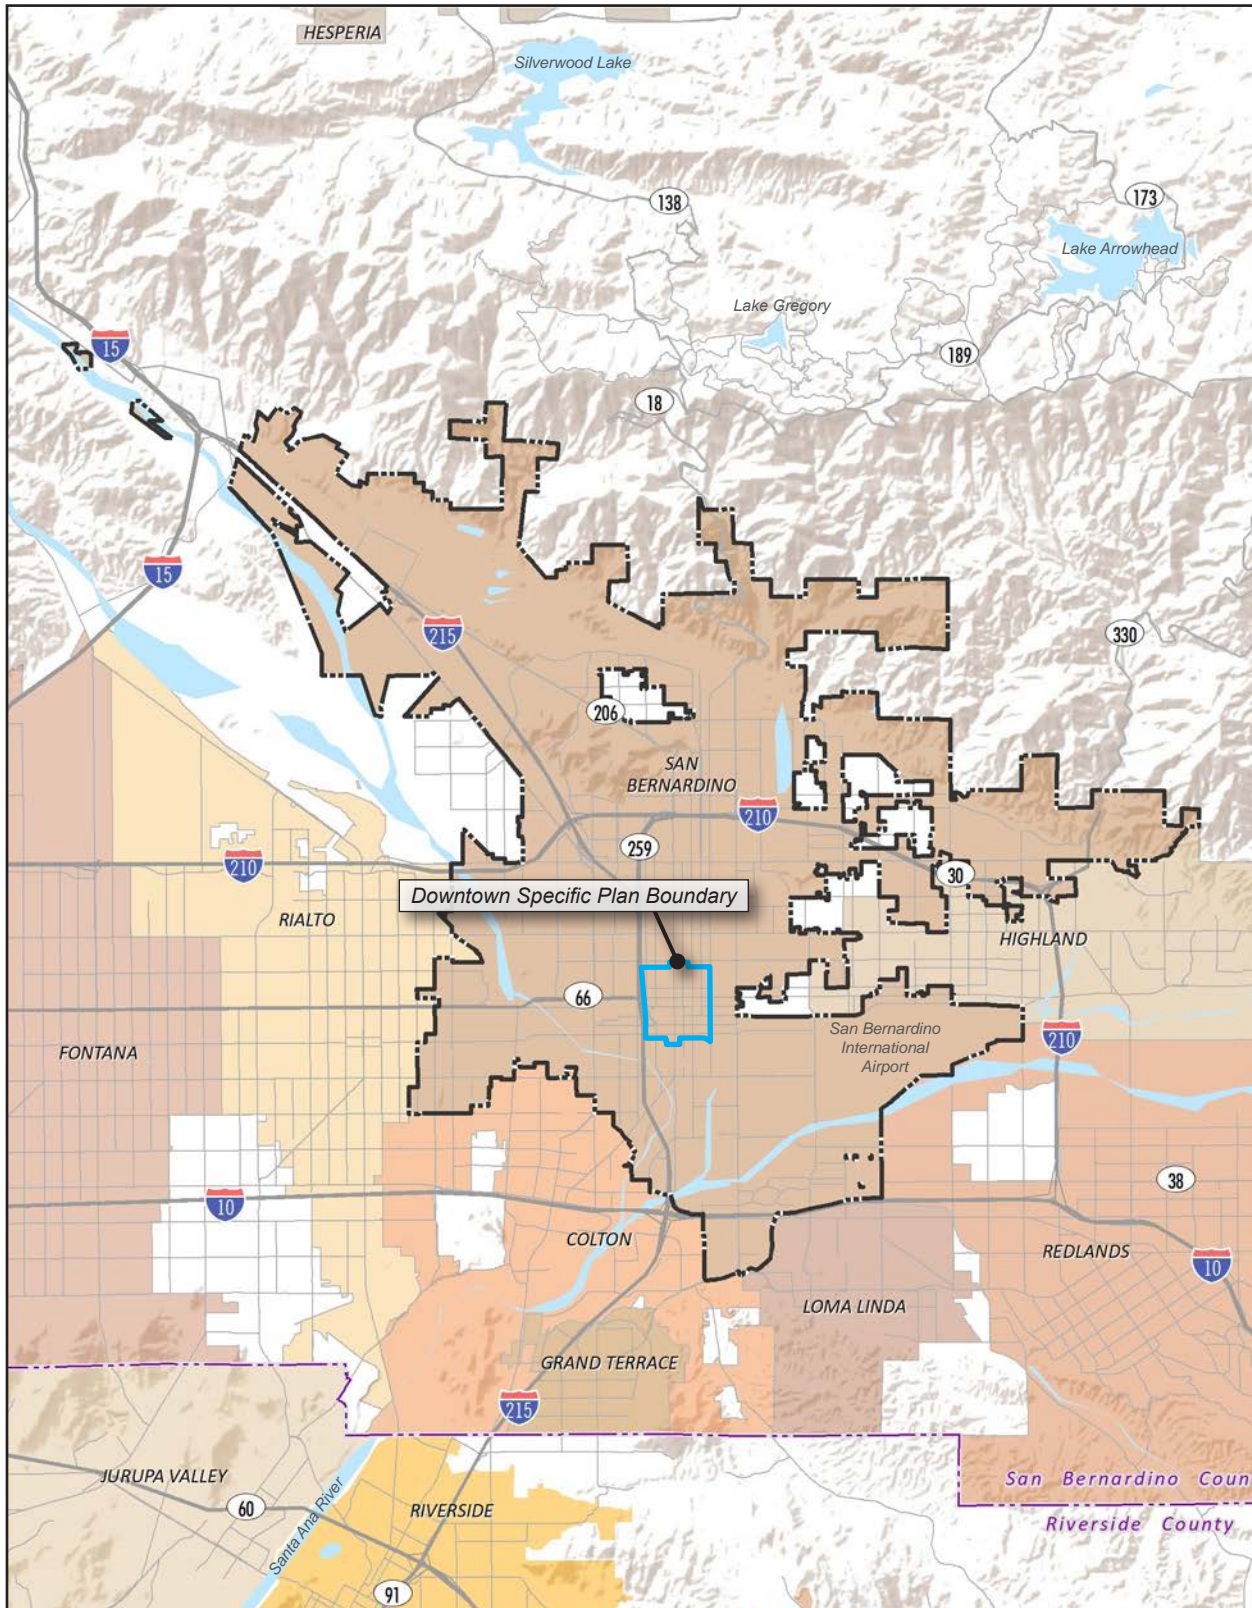 HESPERIA
Silverwood Lake
138
173
Lake Arrowhead
Lake Gregory
15
189
18
15
215
330
206
SAN
BERNARDINO
210
259
210
30
Downtown Specific Plan Boundary
RIALTO
HIGHLAND
66
San Bernardino
International
Airport
210
FONTANA
38
10
COLTON
REDLANDS
10
LOMA LINDA
GRAND TERRACE
215
JURUPA VALLEY
San Bernardino Coun
60
Santa Ana River
RIVERSIDE
Riverside County
91